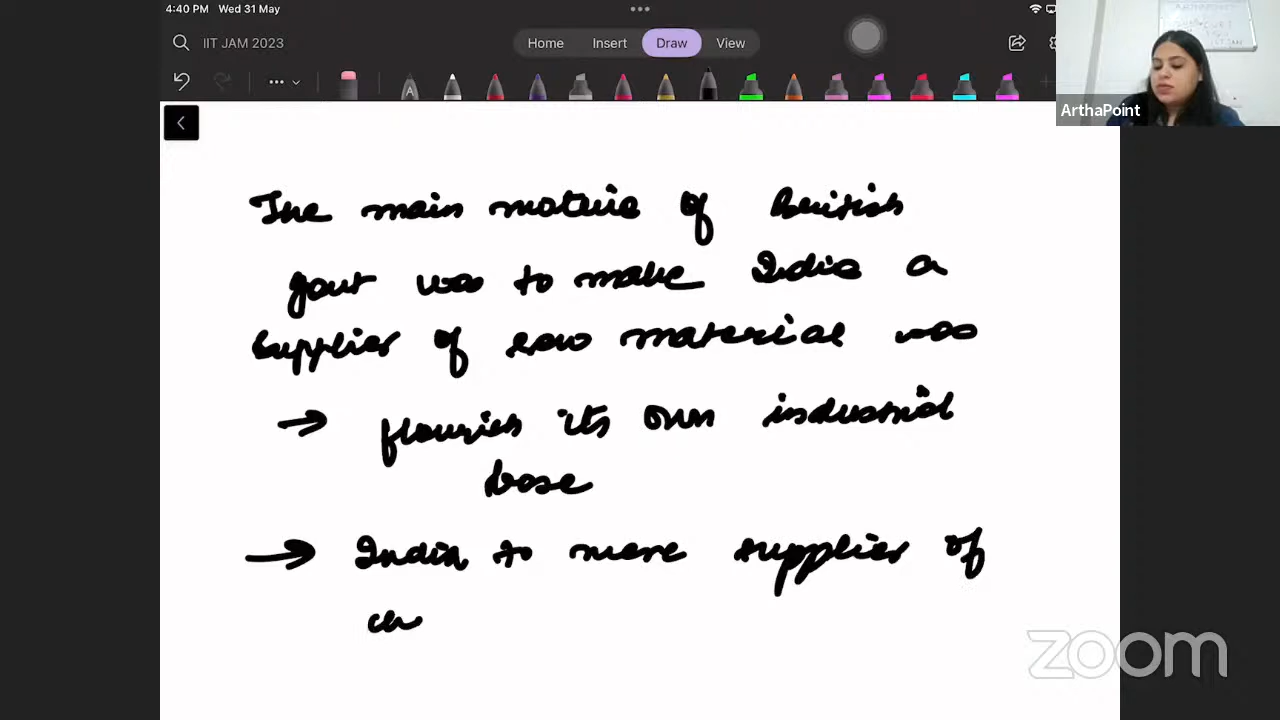 4:40 PM Wed 31 May
IIT JAM 2023
Home Insert Draw View
ArthaPoint
The main motive of British
govt was to make India a
supplier of raw material was
→ flouries its own industrial
base
→ India to mere supplier of
zoom